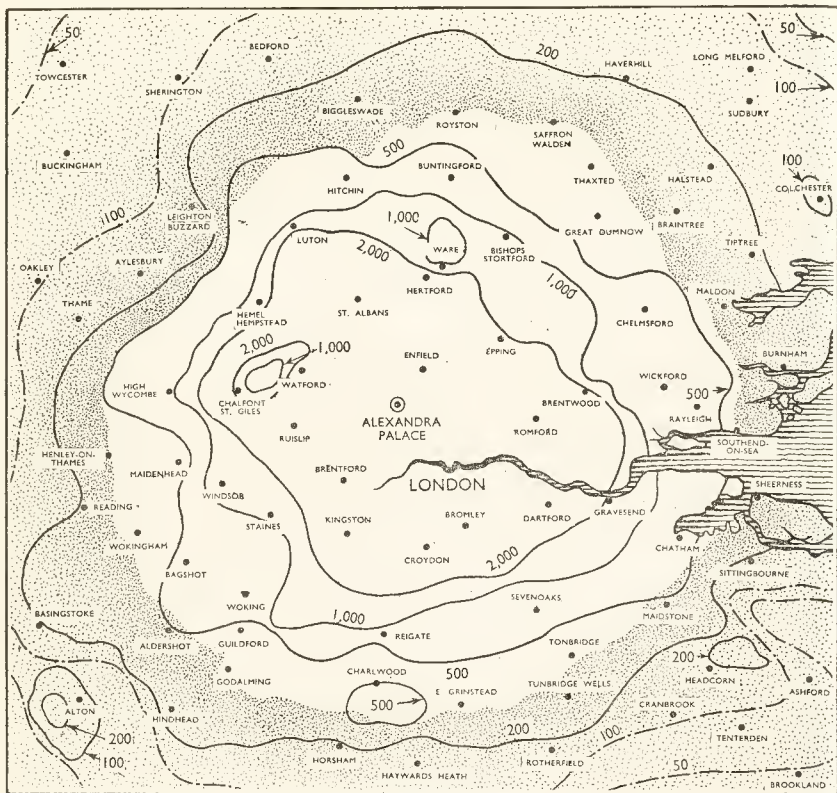 50
BEDFORD
200
50
TOWCESTER
SHERINGTON
HAVERHILL
LONG MELFORD
100
BIGGLESWADE
ROYSTON
SAFFRON
WALDEN
SUDBURY
BUCKINGHAM
500
BUNTINGFORD
HITCHIN
THAXTED
HALSTEAD
100
COLCHESTER
100
LEIGHTON
BUZZARD
LUTON
1,000
WARE
2,000
BISHOPS
STORTFORD
GREAT DUNMOW
BRAINTREE
TIPTREE
OAKLEY
AYLESBURY
HERTFORD
1,000
THAME
HEMEL
HEMPSTEAD
ST. ALBANS
CHELMSFORD
MALDON
2,000
1,000
EPPING
ENFIELD
BURNHAM
HIGH
WYCOMBE
CHALFONT
ST. GILES
WATFORD
ALEXANDRA
PALACE
BRENTWOOD
WICKFORD
500
RAYLEIGH
RUISLIP
ROMFORD
SOUTHEND-
ON-SEA
HENLEY-ON-
THAMES
MAIDENHEAD
BRENTFORD
LONDON
SHEERNESS
WINDSOR
READING
STAINES
KINGSTON
BROMLEY
DARTFORD
GRAVESEND
WOKINGHAM
CROYDON
2,000
CHATHAM
BAGSHOT
SITTINGBOURNE
WOKING
SEVENOAKS
MAIDSTONE
BASINGSTOKE
1,000
REIGATE
ALDERSHOT
GUILDFORD
TONBRIDGE
200
GODALMING
CHARLWOOD
500
HEADCORN
ASHFORD
E GRINSTEAD
TUNBRIDGE WELLS
500
CRANBROOK
ALTON
HINDHEAD
200
100
TENTERDEN
200
100
HORSHAM
HAYWARDS HEATH
ROTHERFIELD
50
BROOKLAND